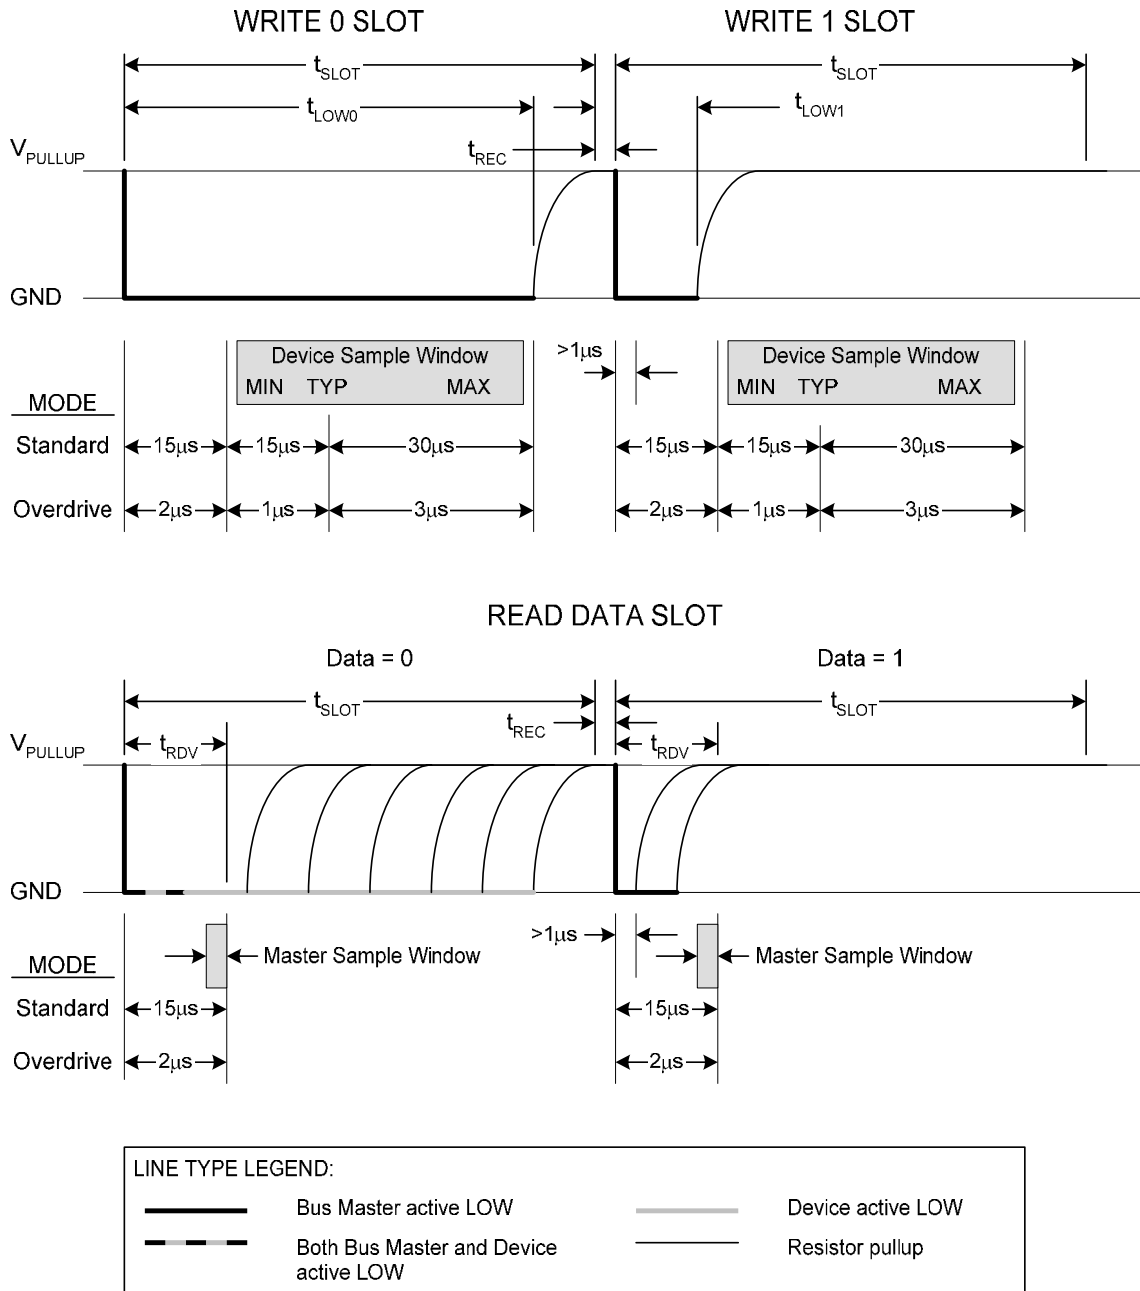 WRITE 0 SLOT
WRITE 1 SLOT
tSLOT
tSLOT
tLOW0
tLOW1
VPULLUP
tREC
GND
Device Sample Window
MIN TYP MAX
>1µs
Device Sample Window
MIN TYP MAX
MODE
Standard 15µs 15µs 30µs 15µs 15µs 30µs
Overdrive 2µs 1µs 3µs 2µs 1µs 3µs
READ DATA SLOT
Data = 0
Data = 1
tSLOT
tSLOT
tREC
VPULLUP
tRDV
tRDV
GND
>1µs
Master Sample Window
Master Sample Window
MODE
Standard 15µs 15µs
Overdrive 2µs 2µs
LINE TYPE LEGEND:
Bus Master active LOW
Device active LOW
Both Bus Master and Device
active LOW
Resistor pullup